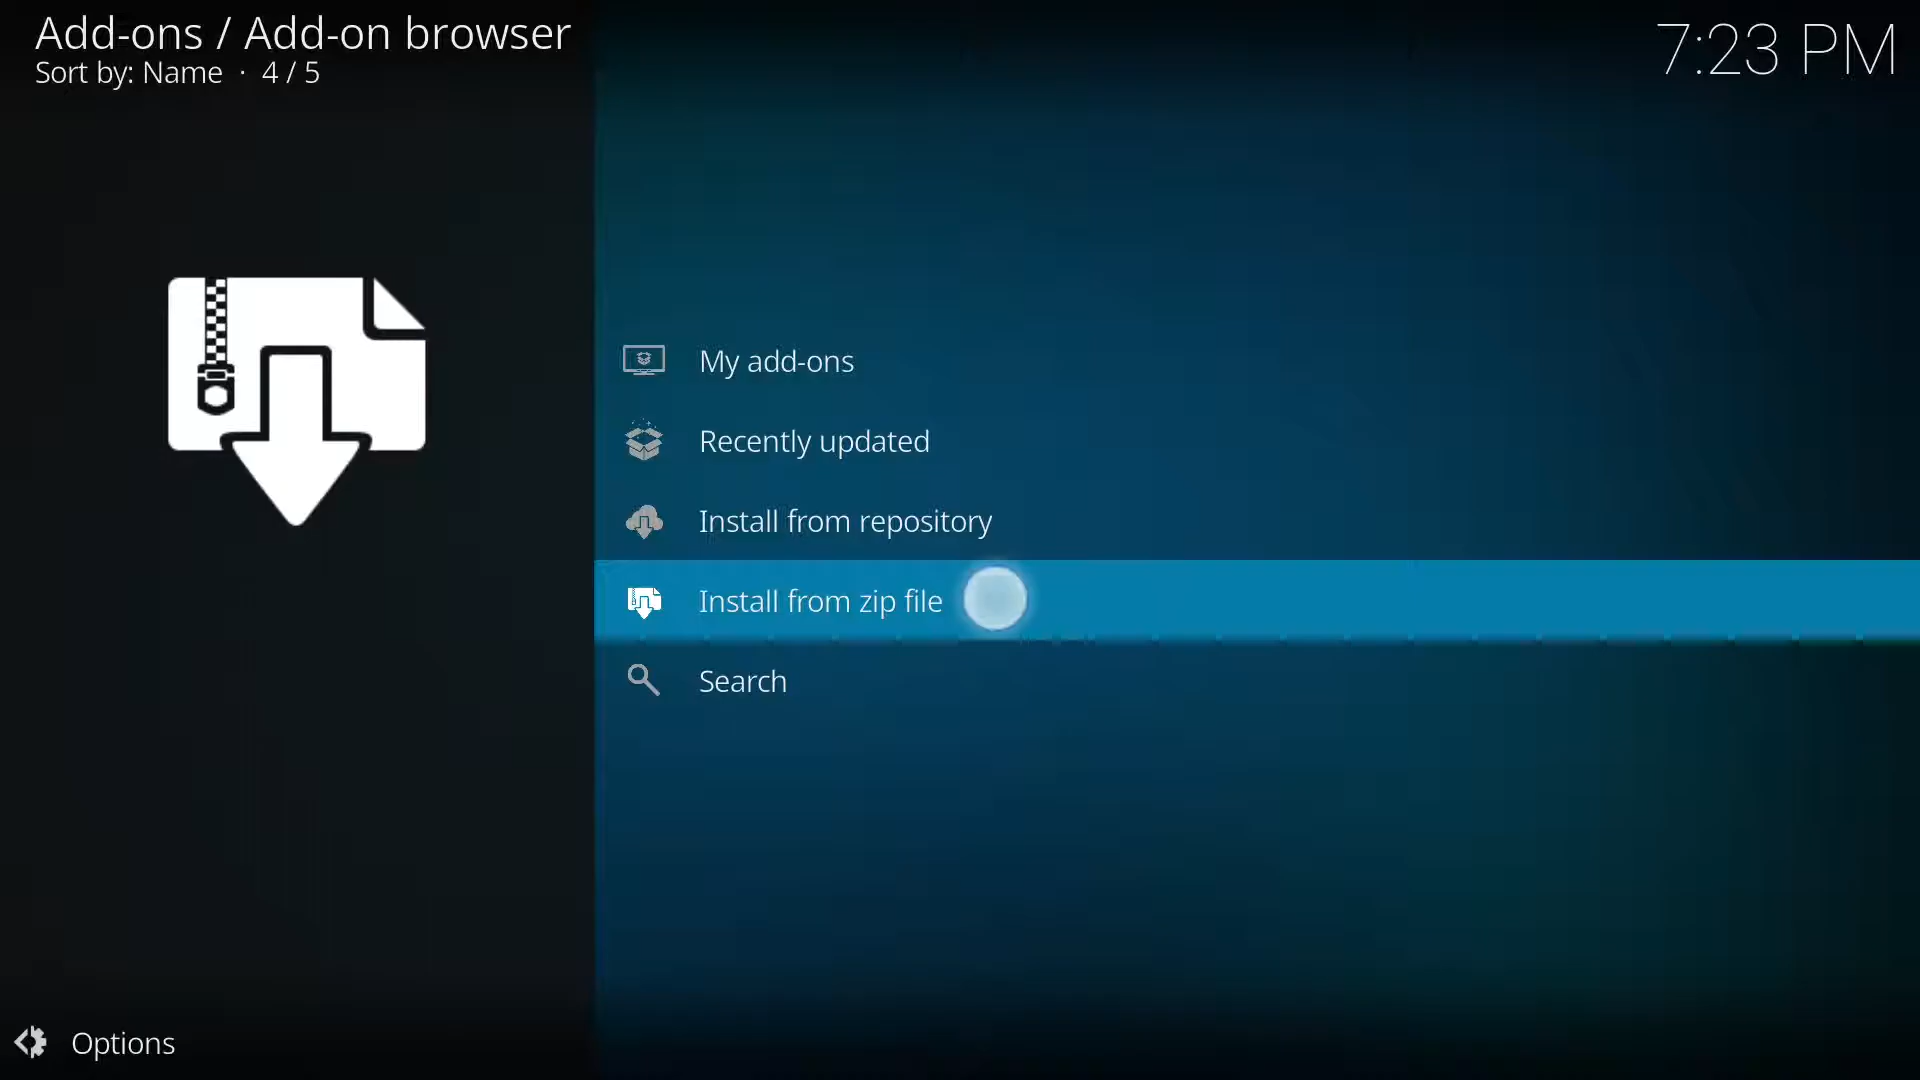 Add-ons / Add-on browser
Sort by: Name · 4 / 5
7:23 PM
My add-ons
Recently updated
Install from repository
Install from zip file
Search
Options